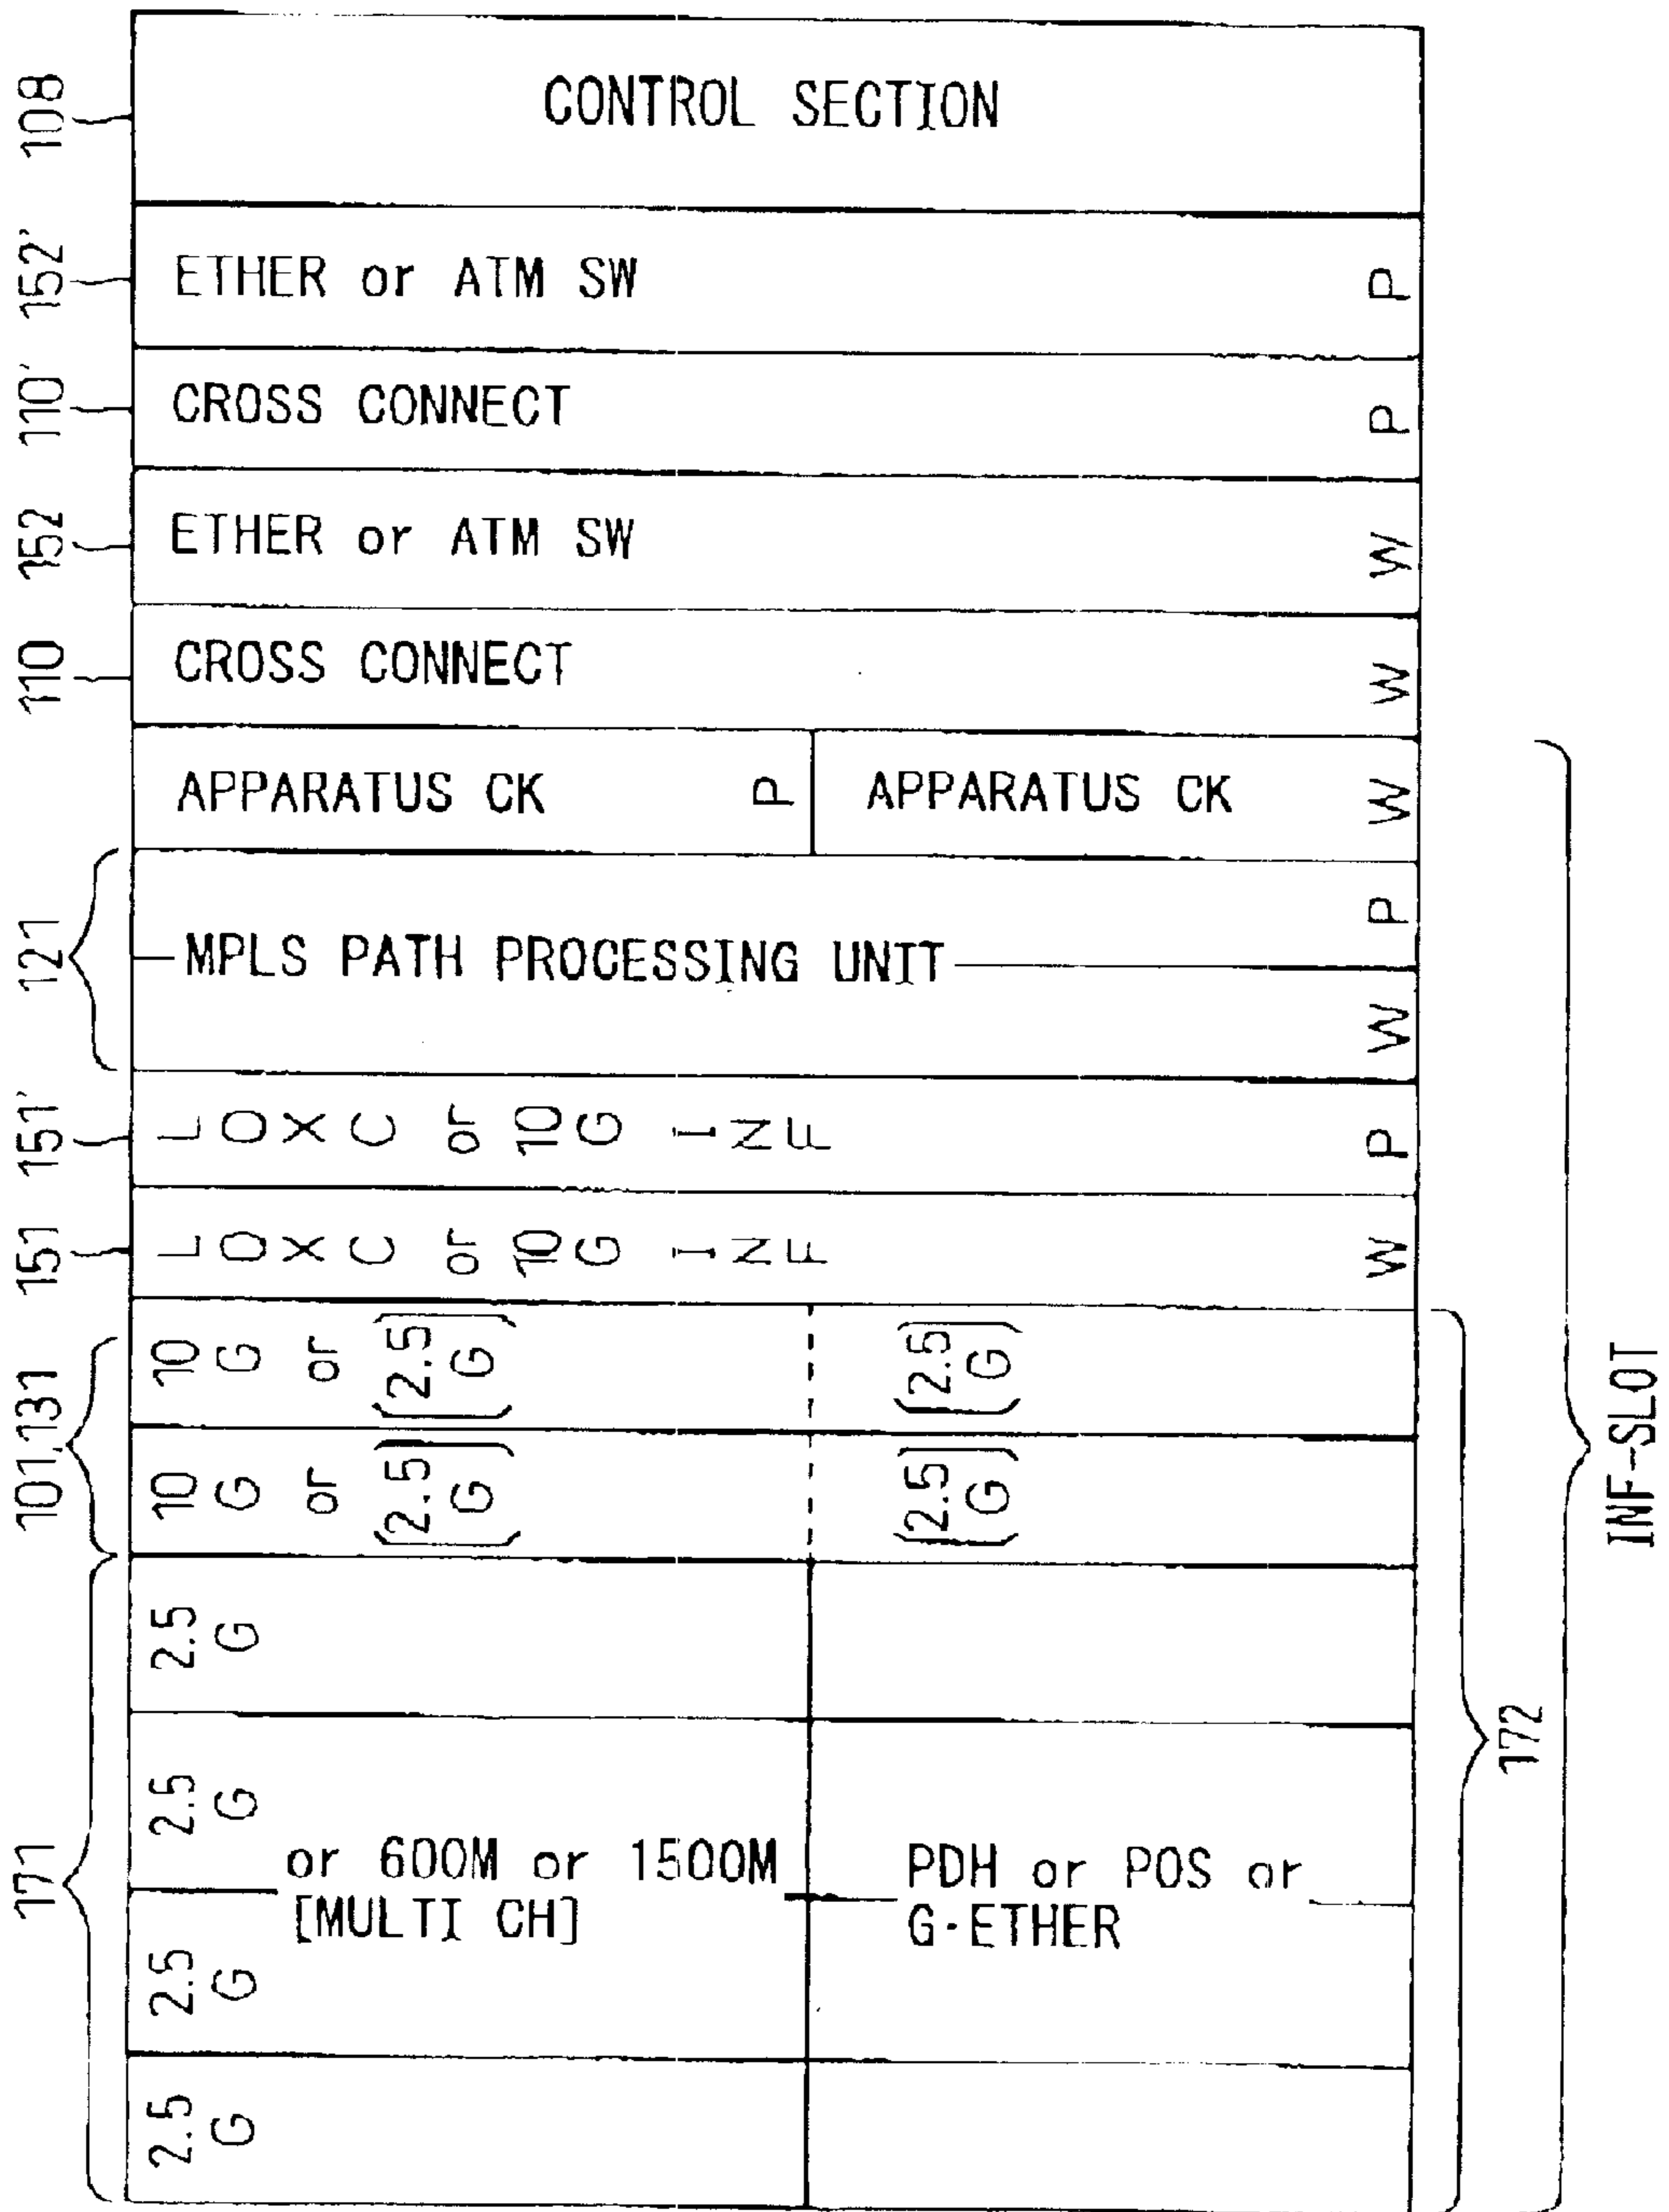 108
CONTROL SECTION
152'
ETHER or ATM SW
P
110'
CROSS CONNECT
P
152
ETHER or ATM SW
W
110
CROSS CONNECT
W
APPARATUS CK
P
APPARATUS CK
W
121
MPLS PATH PROCESSING UNIT
P
W
151'
LOXC or 10G INF
P
151
LOXC or 10G INF
W
101,131
10G or (2.5G)
(2.5G)
10G or (2.5G)
(2.5G)
171
2.5G
2.5G
2.5G
2.5G
or 600M or 1500M
[MULTI CH]
PDH or POS or
G-ETHER
172
INF-SLOT